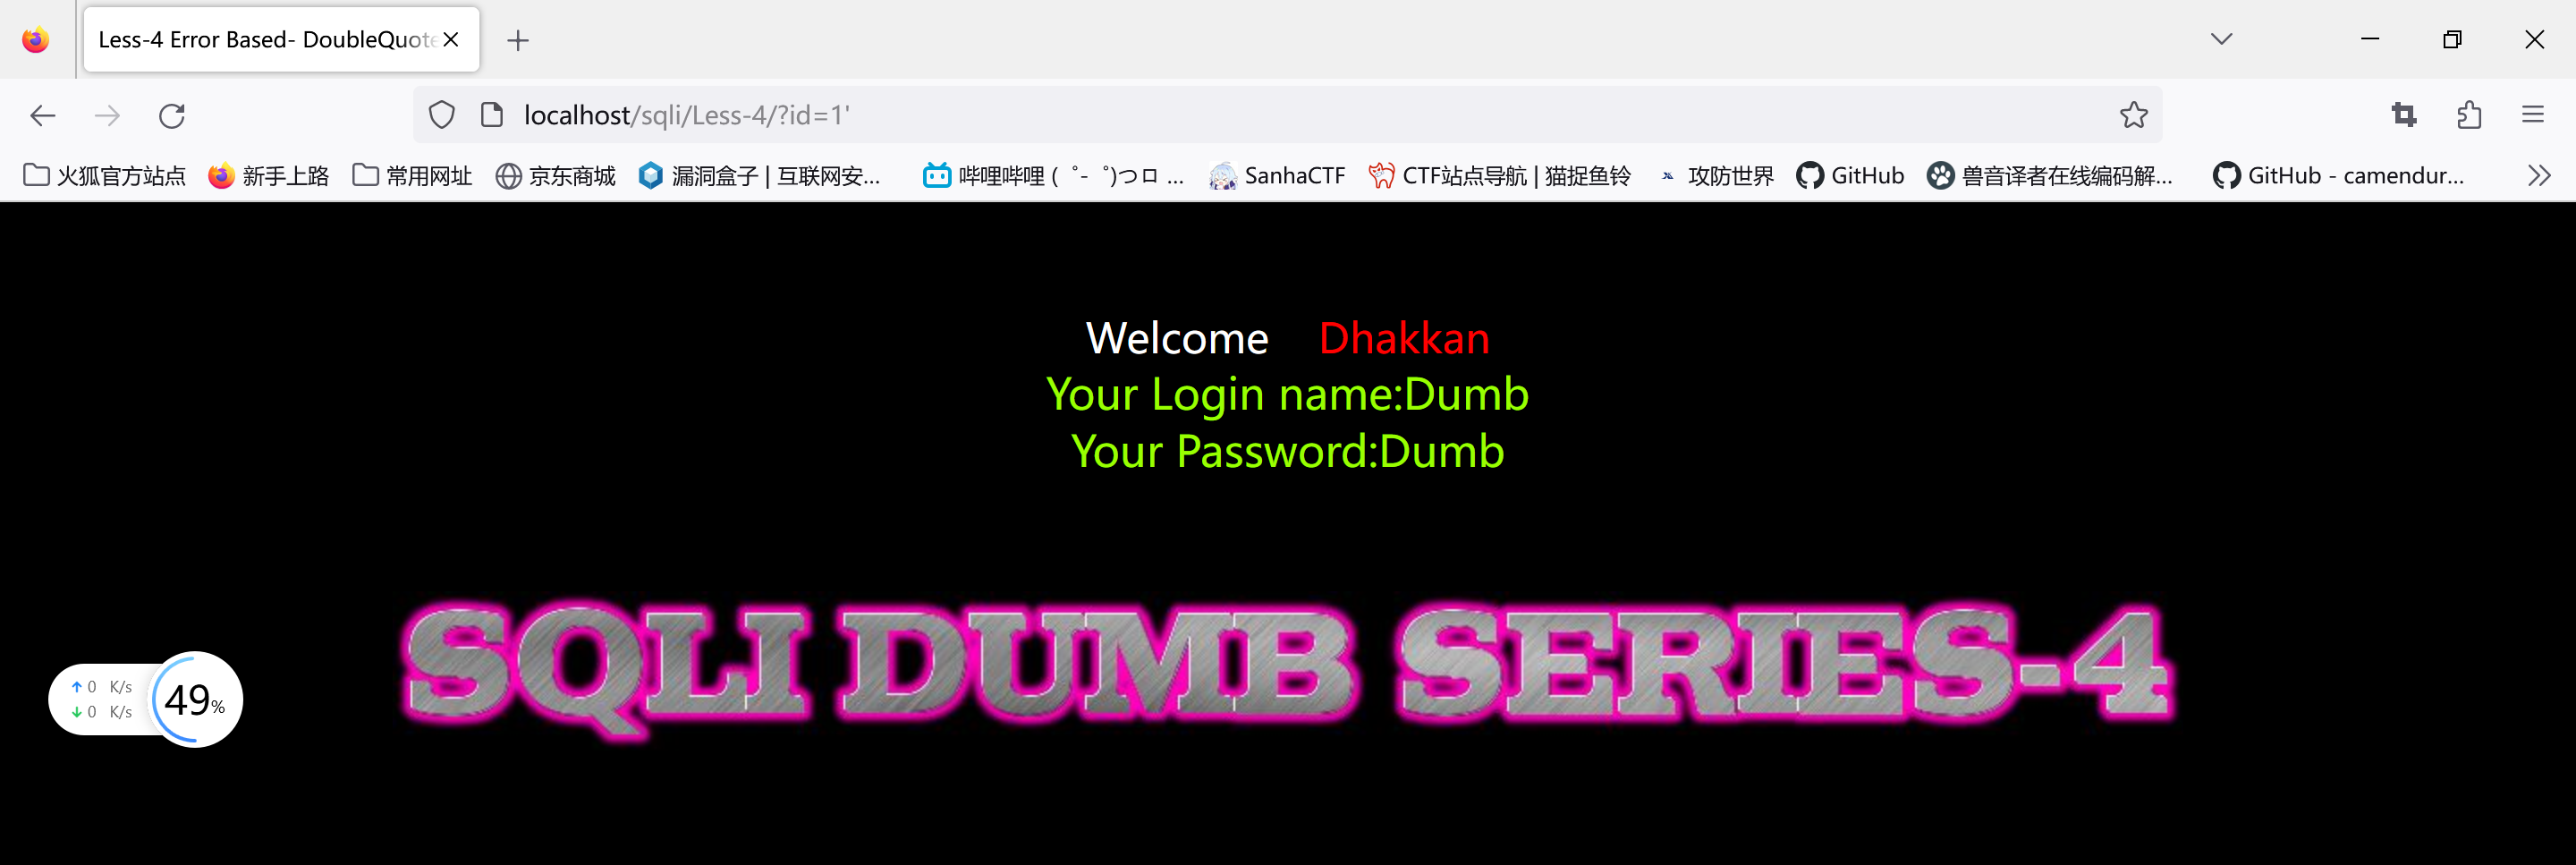 Less-4 Error Based- DoubleQuote
localhost/sqli/Less-4/?id=1'
火狐官方站点 新手上路 常用网址 京东商城 漏洞盒子 | 互联网安... 哔哩哔哩 ( ゜- ゜)つロ ... SanhaCTF CTF站点导航 | 猫捉鱼铃 攻防世界 GitHub 兽音译者在线编码解... GitHub - camendur...
Welcome Dhakkan
Your Login name:Dumb
Your Password:Dumb
SQLI DUMB SERIES-4
0 K/s
0 K/s
49%